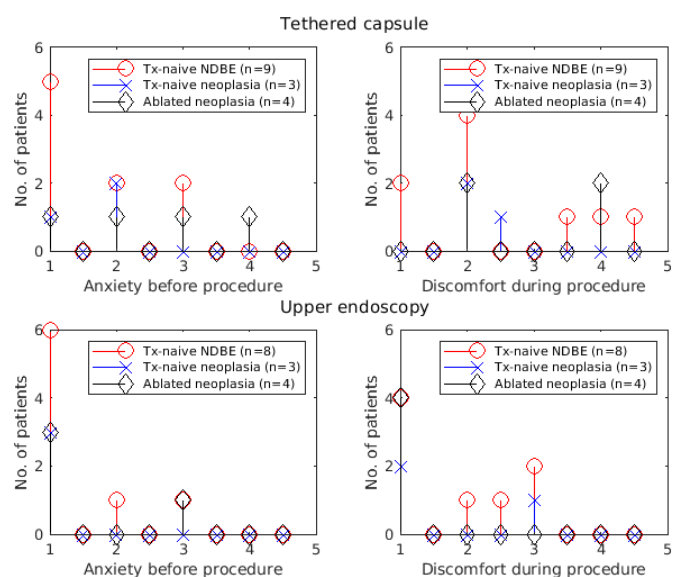 Tethered capsule
No. of patients
6
4
2
0
Tx-naive NDBE (n=9)
Tx-naive neoplasia (n=3)
Ablated neoplasia (n=4)
1 2 3 4 5
Anxiety before procedure
No. of patients
6
4
2
0
Tx-naive NDBE (n=9)
Tx-naive neoplasia (n=3)
Ablated neoplasia (n=4)
1 2 3 4 5
Discomfort during procedure
Upper endoscopy
No. of patients
6
4
2
0
Tx-naive NDBE (n=8)
Tx-naive neoplasia (n=3)
Ablated neoplasia (n=4)
1 2 3 4 5
Anxiety before procedure
No. of patients
6
4
2
0
Tx-naive NDBE (n=8)
Tx-naive neoplasia (n=3)
Ablated neoplasia (n=4)
1 2 3 4 5
Discomfort during procedure